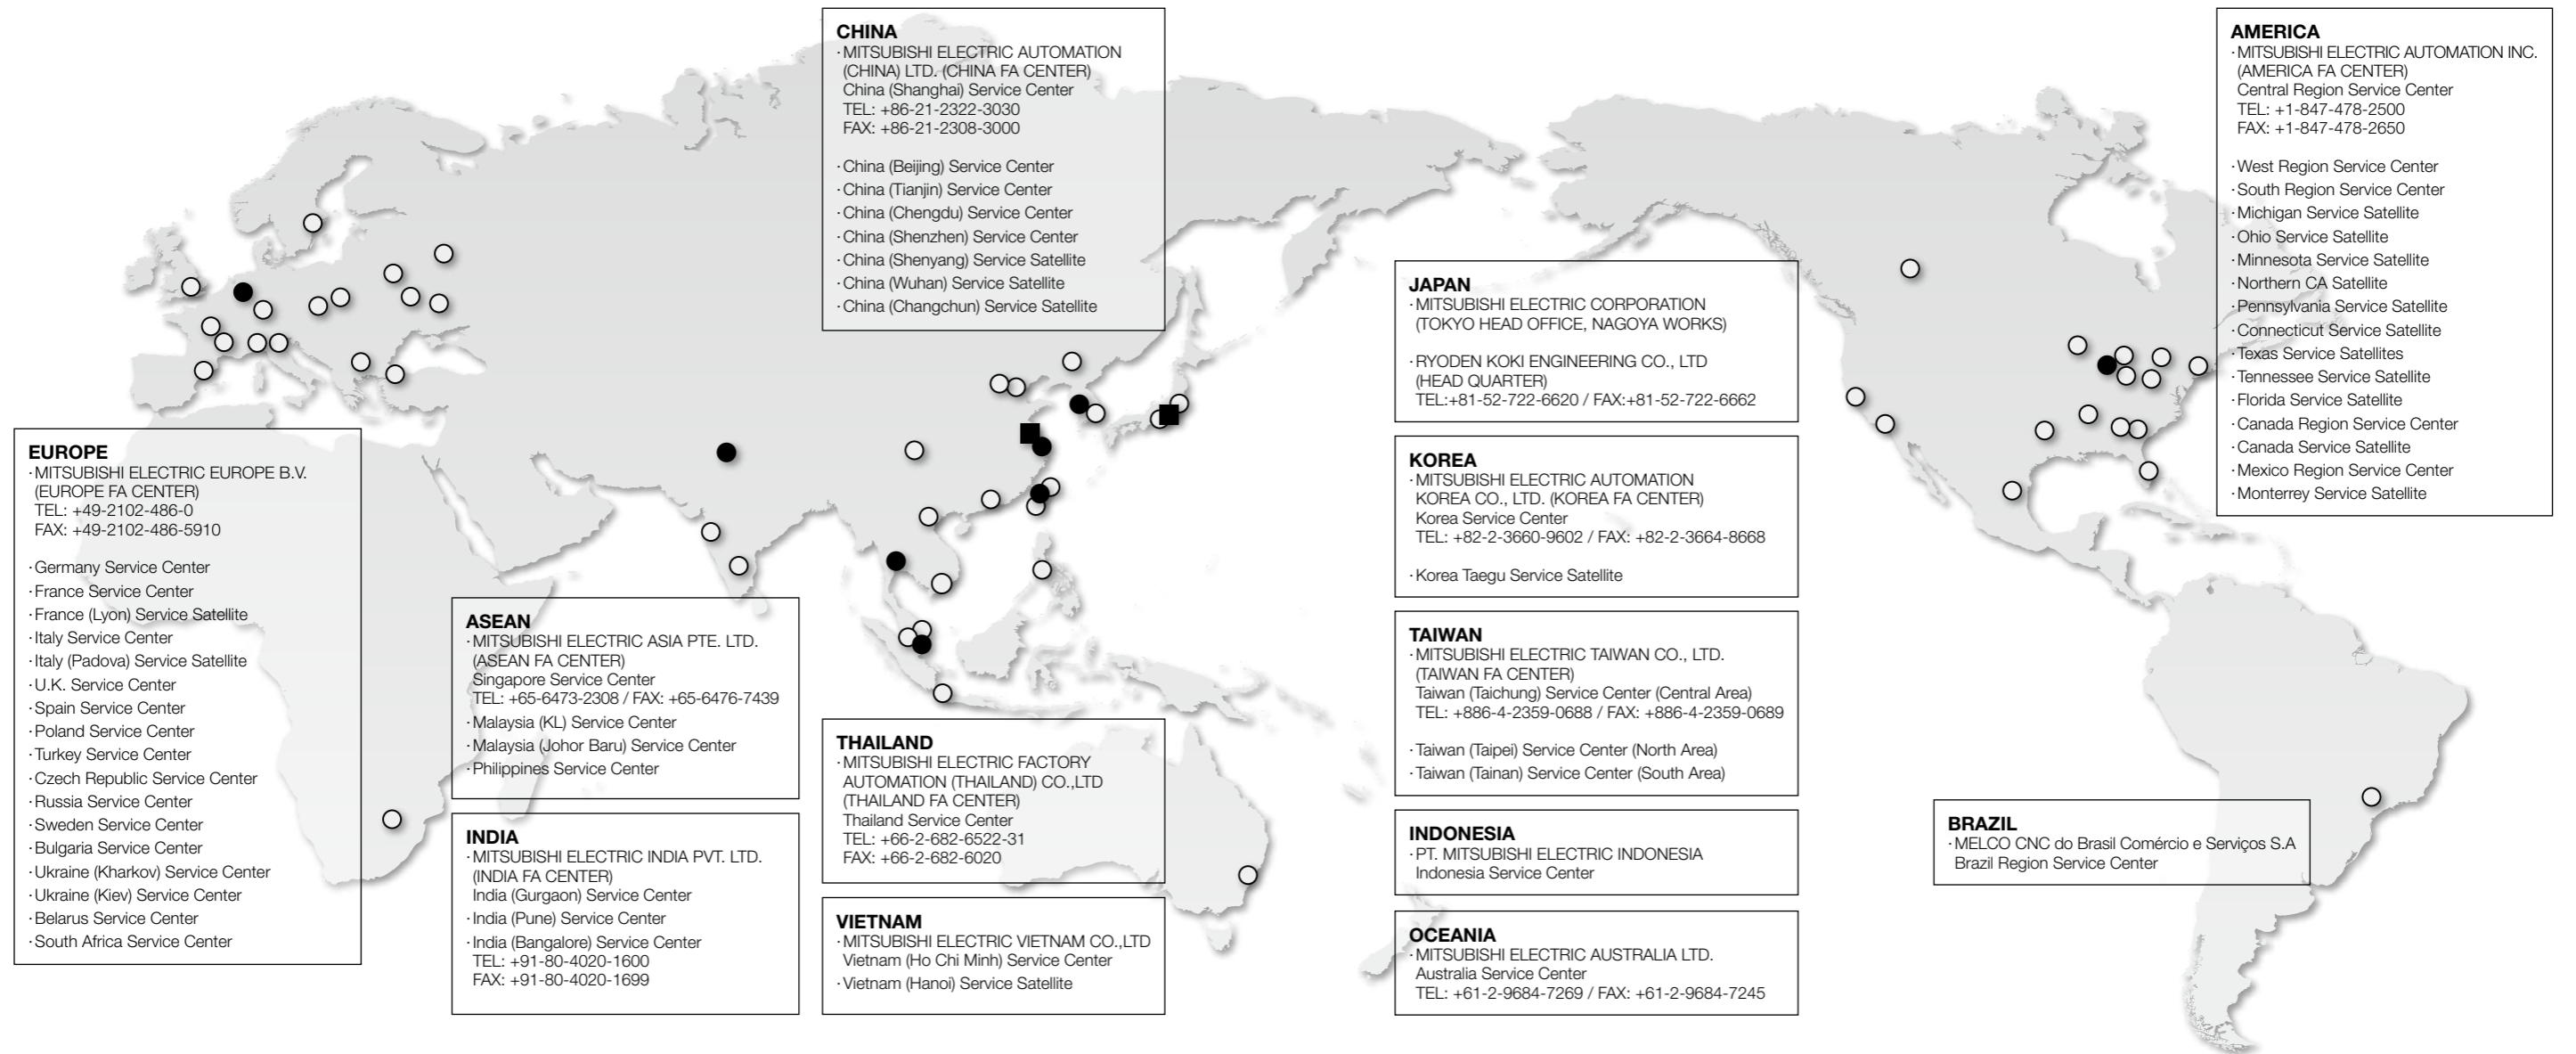 CHINA
·MITSUBISHI ELECTRIC AUTOMATION
(CHINA) LTD. (CHINA FA CENTER)
China (Shanghai) Service Center
TEL: +86-21-2322-3030
FAX: +86-21-2308-3000
·China (Beijing) Service Center
·China (Tianjin) Service Center
·China (Chengdu) Service Center
·China (Shenzhen) Service Center
·China (Shenyang) Service Satellite
·China (Wuhan) Service Satellite
·China (Changchun) Service Satellite
AMERICA
·MITSUBISHI ELECTRIC AUTOMATION INC.
(AMERICA FA CENTER)
Central Region Service Center
TEL: +1-847-478-2500
FAX: +1-847-478-2650
·West Region Service Center
·South Region Service Center
·Michigan Service Satellite
·Ohio Service Satellite
·Minnesota Service Satellite
·Northern CA Satellite
·Pennsylvania Service Satellite
·Connecticut Service Satellite
·Texas Service Satellites
·Tennessee Service Satellite
·Florida Service Satellite
·Canada Region Service Center
·Canada Service Satellite
·Mexico Region Service Center
·Monterrey Service Satellite
JAPAN
·MITSUBISHI ELECTRIC CORPORATION
(TOKYO HEAD OFFICE, NAGOYA WORKS)
·RYODEN KOKI ENGINEERING CO., LTD
(HEAD QUARTER)
TEL:+81-52-722-6620 / FAX:+81-52-722-6662
EUROPE
·MITSUBISHI ELECTRIC EUROPE B.V.
(EUROPE FA CENTER)
TEL: +49-2102-486-0
FAX: +49-2102-486-5910
·Germany Service Center
·France Service Center
·France (Lyon) Service Satellite
·Italy Service Center
·Italy (Padova) Service Satellite
·U.K. Service Center
·Spain Service Center
·Poland Service Center
·Turkey Service Center
·Czech Republic Service Center
·Russia Service Center
·Sweden Service Center
·Bulgaria Service Center
·Ukraine (Kharkov) Service Center
·Ukraine (Kiev) Service Center
·Belarus Service Center
·South Africa Service Center
KOREA
·MITSUBISHI ELECTRIC AUTOMATION
KOREA CO., LTD. (KOREA FA CENTER)
Korea Service Center
TEL: +82-2-3660-9602 / FAX: +82-2-3664-8668
·Korea Taegu Service Satellite
ASEAN
·MITSUBISHI ELECTRIC ASIA PTE. LTD.
(ASEAN FA CENTER)
Singapore Service Center
TEL: +65-6473-2308 / FAX: +65-6476-7439
·Malaysia (KL) Service Center
·Malaysia (Johor Baru) Service Center
·Philippines Service Center
TAIWAN
·MITSUBISHI ELECTRIC TAIWAN CO., LTD.
(TAIWAN FA CENTER)
Taiwan (Taichung) Service Center (Central Area)
TEL: +886-4-2359-0688 / FAX: +886-4-2359-0689
·Taiwan (Taipei) Service Center (North Area)
·Taiwan (Tainan) Service Center (South Area)
THAILAND
·MITSUBISHI ELECTRIC FACTORY
AUTOMATION (THAILAND) CO.,LTD
(THAILAND FA CENTER)
Thailand Service Center
TEL: +66-2-682-6522-31
FAX: +66-2-682-6020
INDIA
·MITSUBISHI ELECTRIC INDIA PVT. LTD.
(INDIA FA CENTER)
India (Gurgaon) Service Center
·India (Pune) Service Center
·India (Bangalore) Service Center
TEL: +91-80-4020-1600
FAX: +91-80-4020-1699
INDONESIA
·PT. MITSUBISHI ELECTRIC INDONESIA
Indonesia Service Center
BRAZIL
·MELCO CNC do Brasil Comércio e Serviços S.A
Brazil Region Service Center
VIETNAM
·MITSUBISHI ELECTRIC VIETNAM CO.,LTD
Vietnam (Ho Chi Minh) Service Center
·Vietnam (Hanoi) Service Satellite
OCEANIA
·MITSUBISHI ELECTRIC AUSTRALIA LTD.
Australia Service Center
TEL: +61-2-9684-7269 / FAX: +61-2-9684-7245